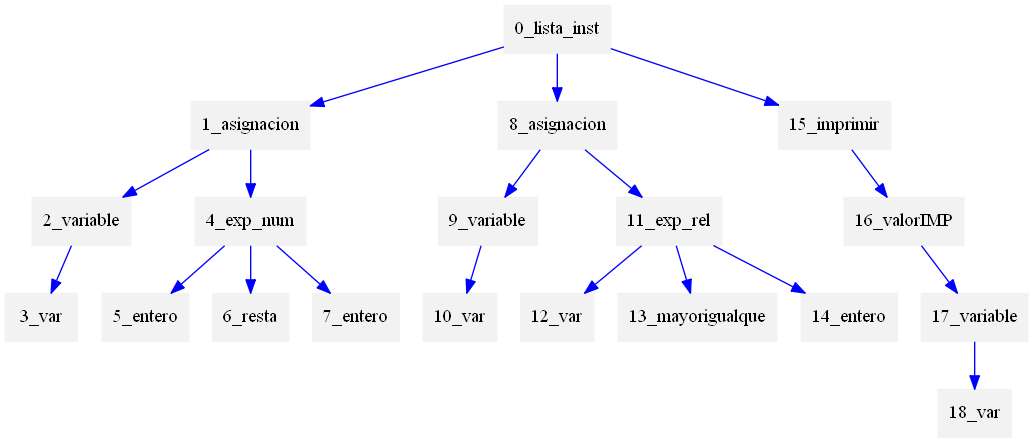 0_lista_inst
1_asignacion
8_asignacion
15_imprimir
2_variable
4_exp_num
9_variable
11_exp_rel
16_valorIMP
3_var
5_entero
6_resta
7_entero
10_var
12_var
13_mayorigualque
14_entero
17_variable
18_var